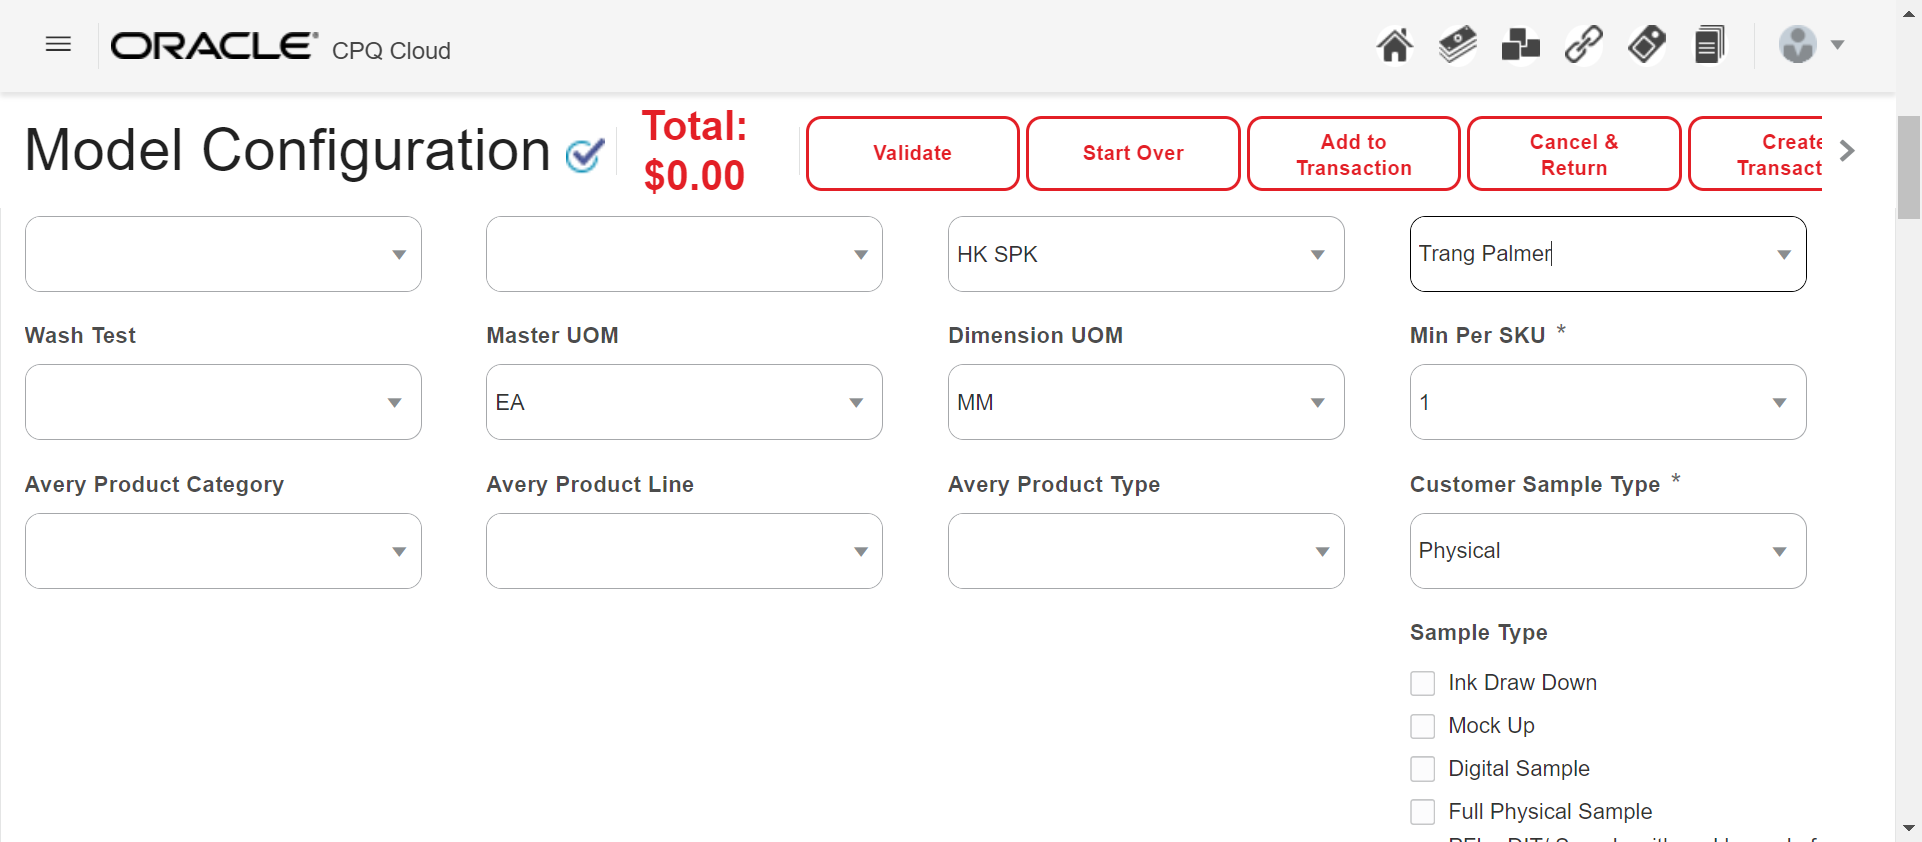 ORACLE CPQ Cloud
Model Configuration
Total:
$0.00
Validate
Start Over
Add to
Transaction
Cancel &
Return
Create
Transact
HK SPK
Trang Palmer
Wash Test
Master UOM
Dimension UOM
Min Per SKU *
EA
MM
1
Avery Product Category
Avery Product Line
Avery Product Type
Customer Sample Type *
Physical
Sample Type
Ink Draw Down
Mock Up
Digital Sample
Full Physical Sample